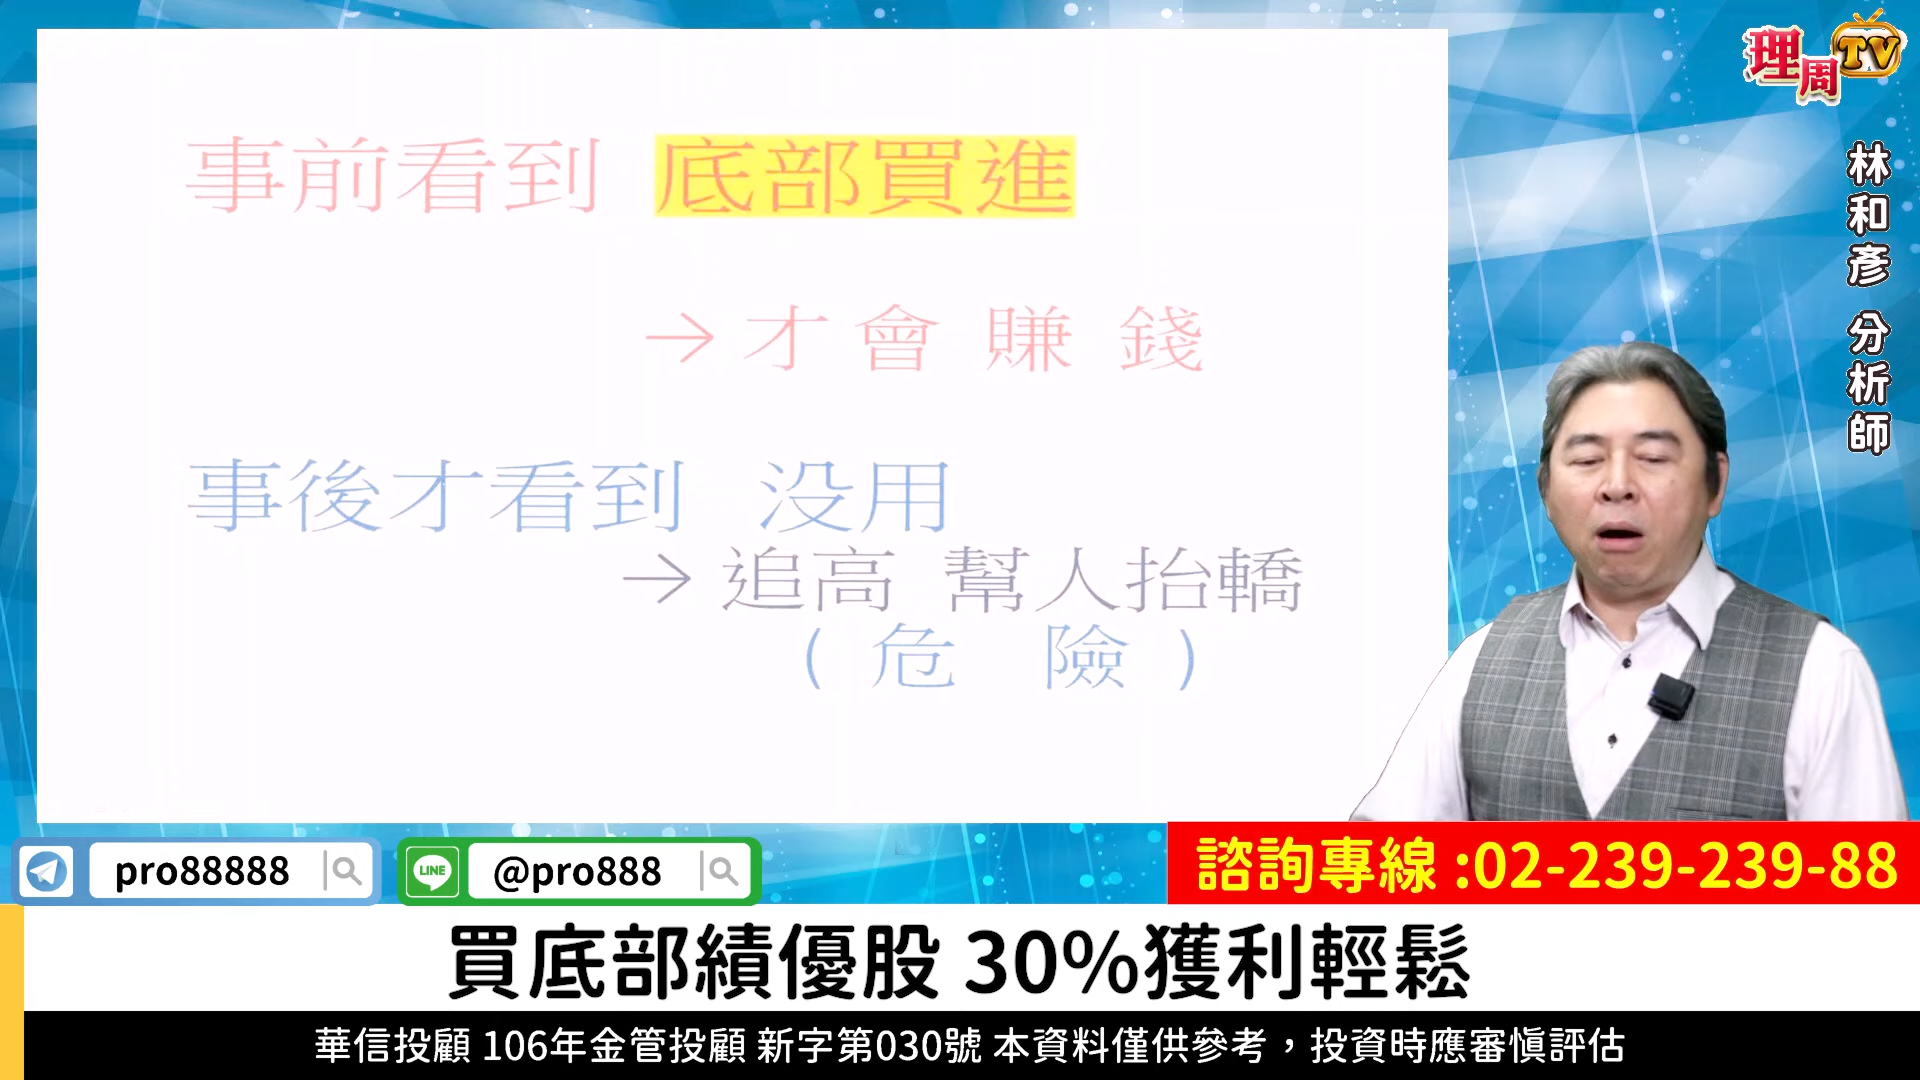 事前看到 底部買進
→才會賺錢
事後才看到 没用
→追高 幫人抬轎
(危險)
理周TV
林和彥 分析師
pro88888
LINE @pro888
諮詢專線:02-239-239-88
買底部績優股 30%獲利輕鬆
華信投顧 106年金管投顧 新字第030號 本資料僅供參考，投資時應審慎評估